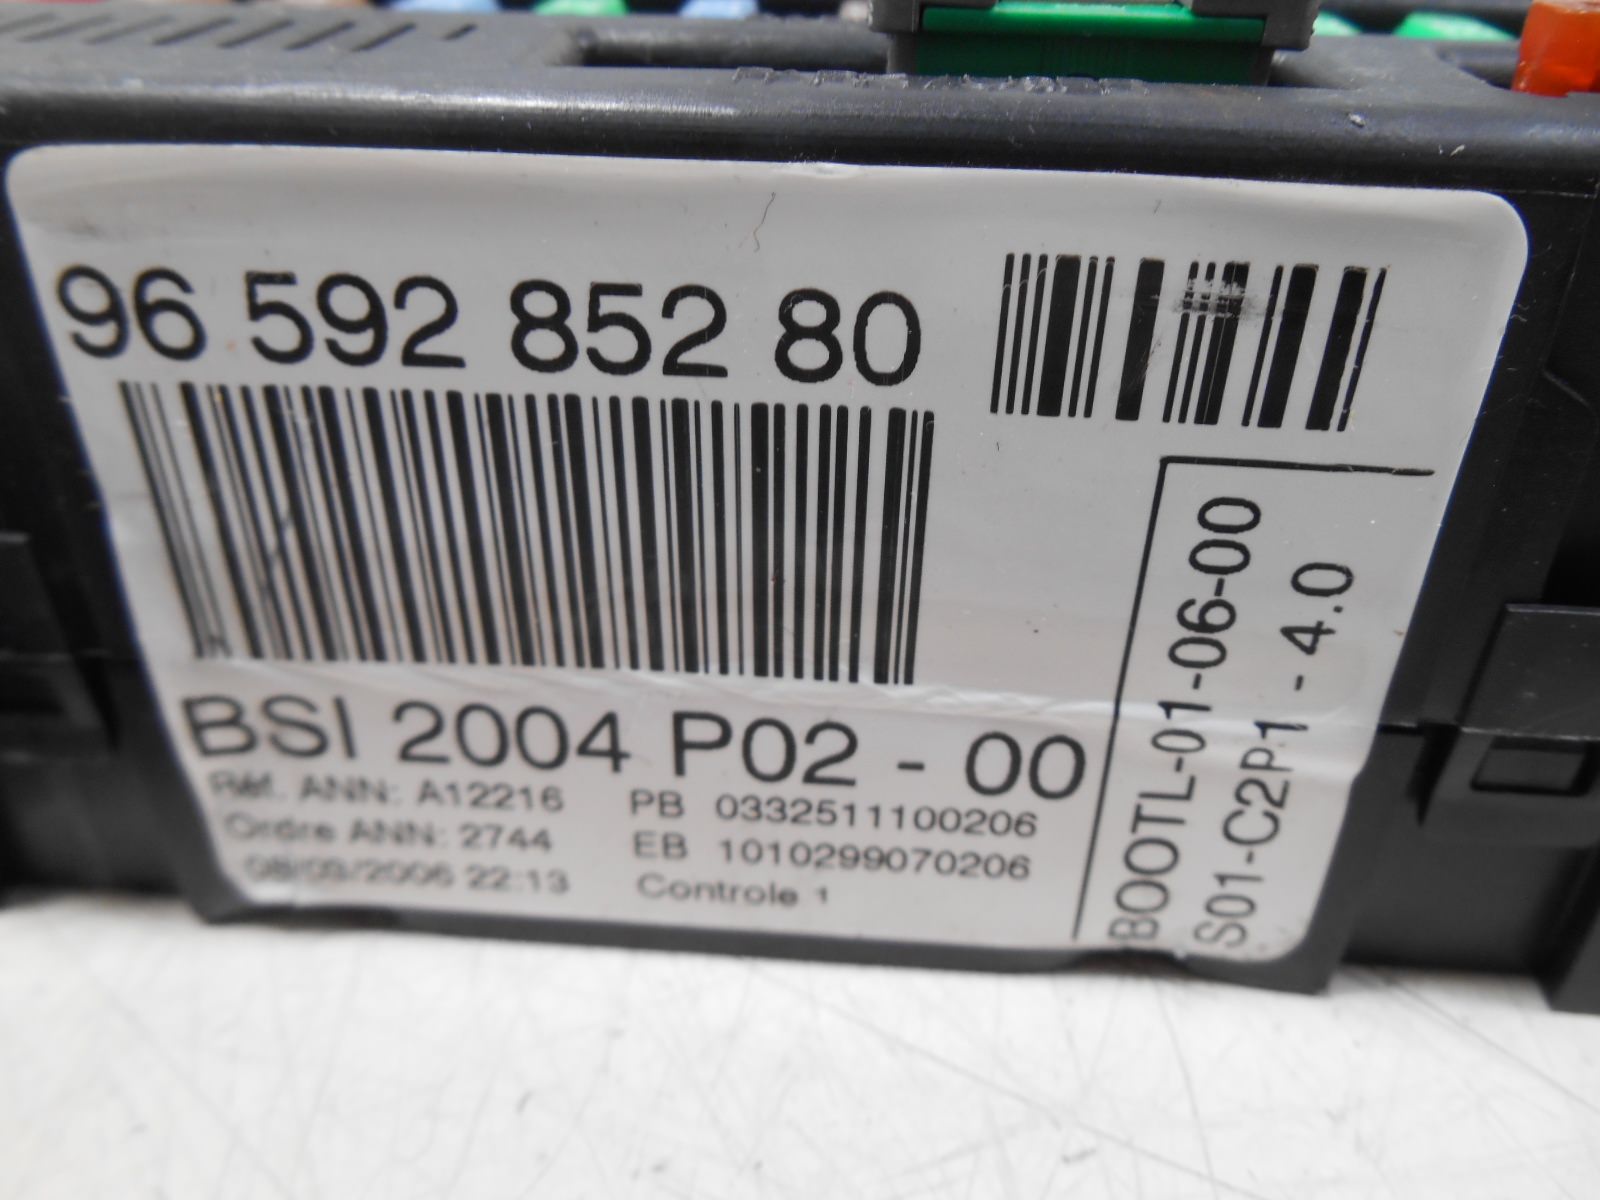 96 592 852 80
BSI 2004 P02 - 00
Réf. ANN: A12216
Ordre ANN: 2744
08/03/2006 22:13
PB 0332511100206
EB 1010299070206
Controle 1
BOOTL-01-06-00
S01-C2P1 - 4.0